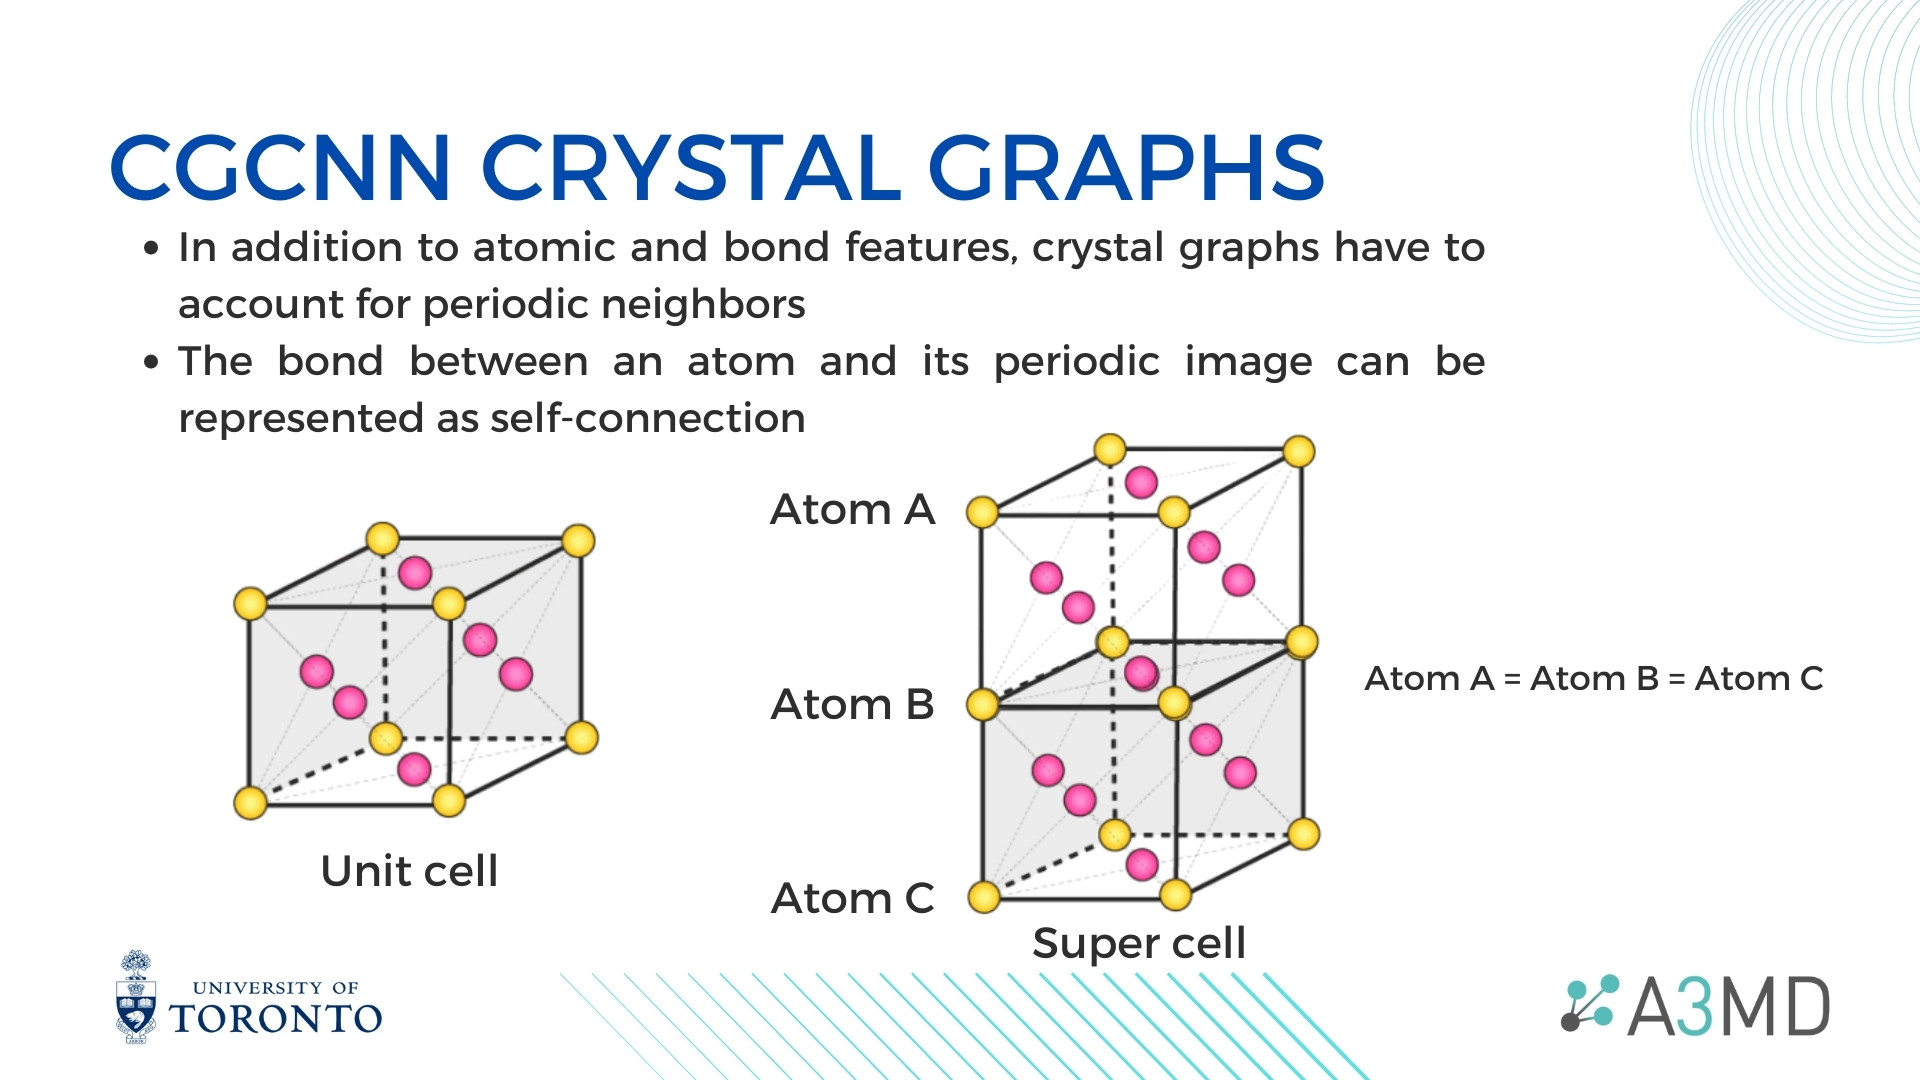 CGCNN CRYSTAL GRAPHS
• In addition to atomic and bond features, crystal graphs have to
account for periodic neighbors
• The bond between an atom and its periodic image can be
represented as self-connection
Atom A
Atom B
Atom A = Atom B = Atom C
Unit cell
Atom C
Super cell
UNIVERSITY OF
TORONTO
A3MD